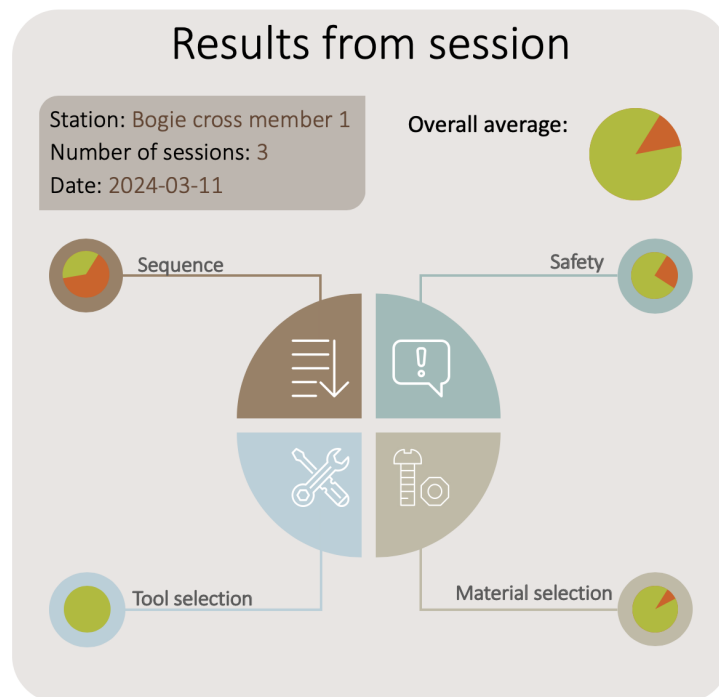 Results from session
Station: Bogie cross member 1
Number of sessions: 3
Date: 2024-03-11
Overall average:
Sequence
Safety
Tool selection
Material selection